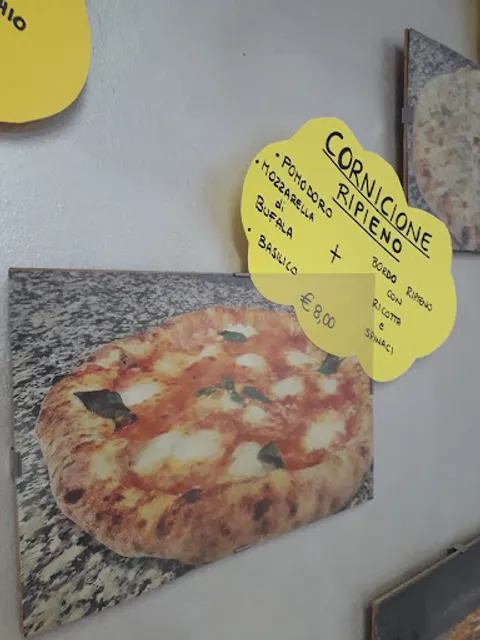 CORNICIONE
RIPIENO
• POMODORO
• MOZZARELLA
di
BUFALA
• BASILICO
+
BORDO RIPIENO
CON
RICOTTA
e
SPINACI
€ 8,00